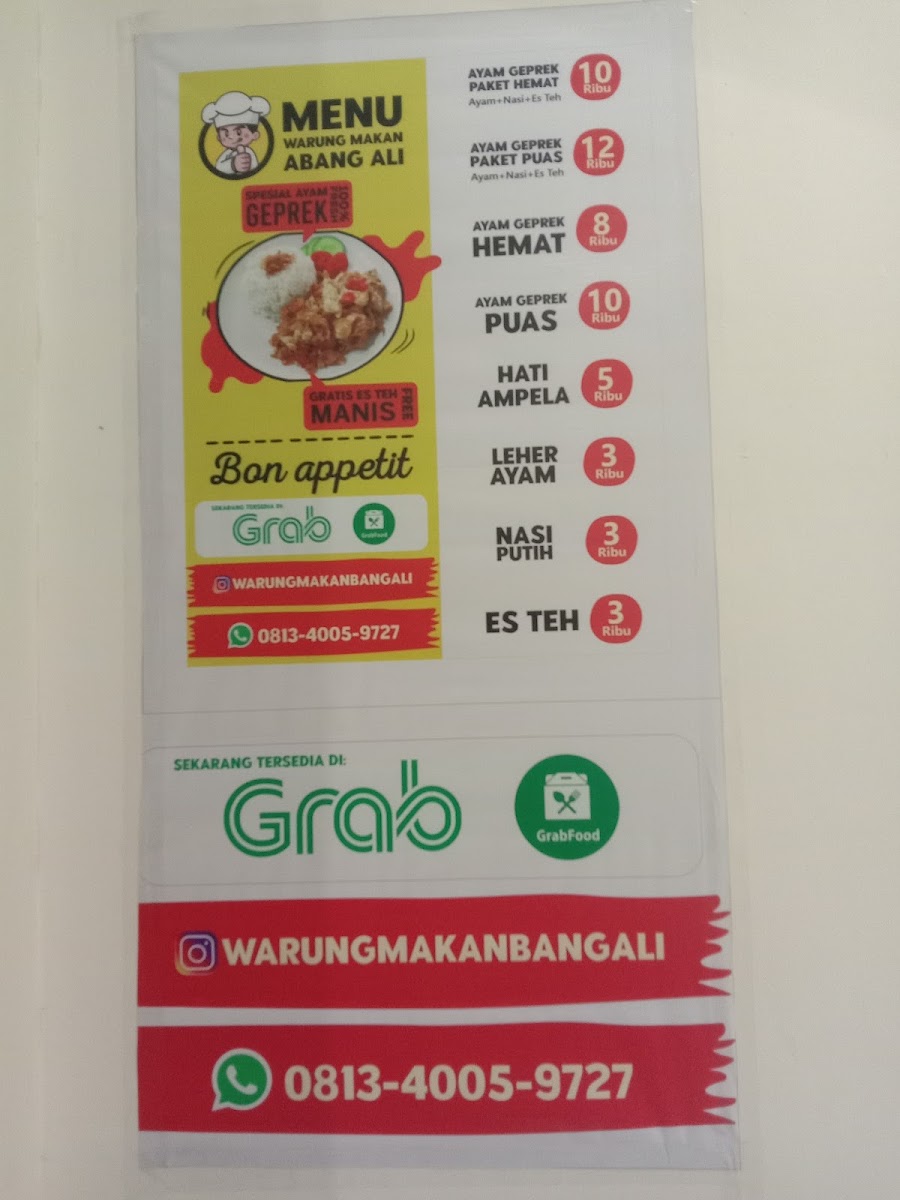 MENU
WARUNG MAKAN
ABANG ALI
SPESIAL AYAM
GEPREK
100%
FRESH
GRATIS ES TEH
MANIS
FREE
Bon appetit
SEKARANG TERSEDIA DI:
Grab
GrabFood
WARUNGMAKANBANGALI
0813-4005-9727
AYAM GEPREK
PAKET HEMAT
Ayam+Nasi+Es Teh
10
Ribu
AYAM GEPREK
PAKET PUAS
Ayam+Nasi+Es Teh
12
Ribu
AYAM GEPREK
HEMAT
8
Ribu
AYAM GEPREK
PUAS
10
Ribu
HATI
AMPELA
5
Ribu
LEHER
AYAM
3
Ribu
NASI
PUTIH
3
Ribu
ES TEH
3
Ribu
SEKARANG TERSEDIA DI:
Grab
GrabFood
WARUNGMAKANBANGALI
0813-4005-9727